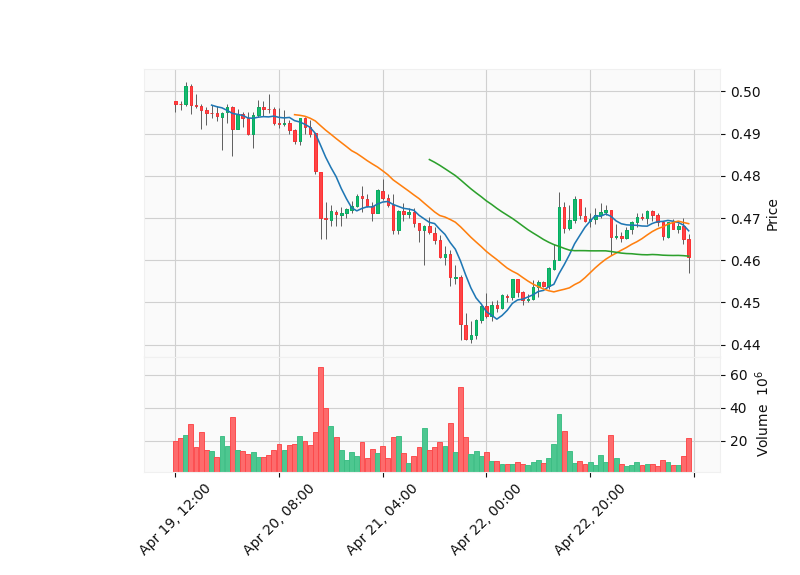 0.50
0.49
0.48
0.47
0.46
0.45
0.44
Price
60
40
20
Volume 10^6
Apr 19, 12:00
Apr 20, 08:00
Apr 21, 04:00
Apr 22, 00:00
Apr 22, 20:00